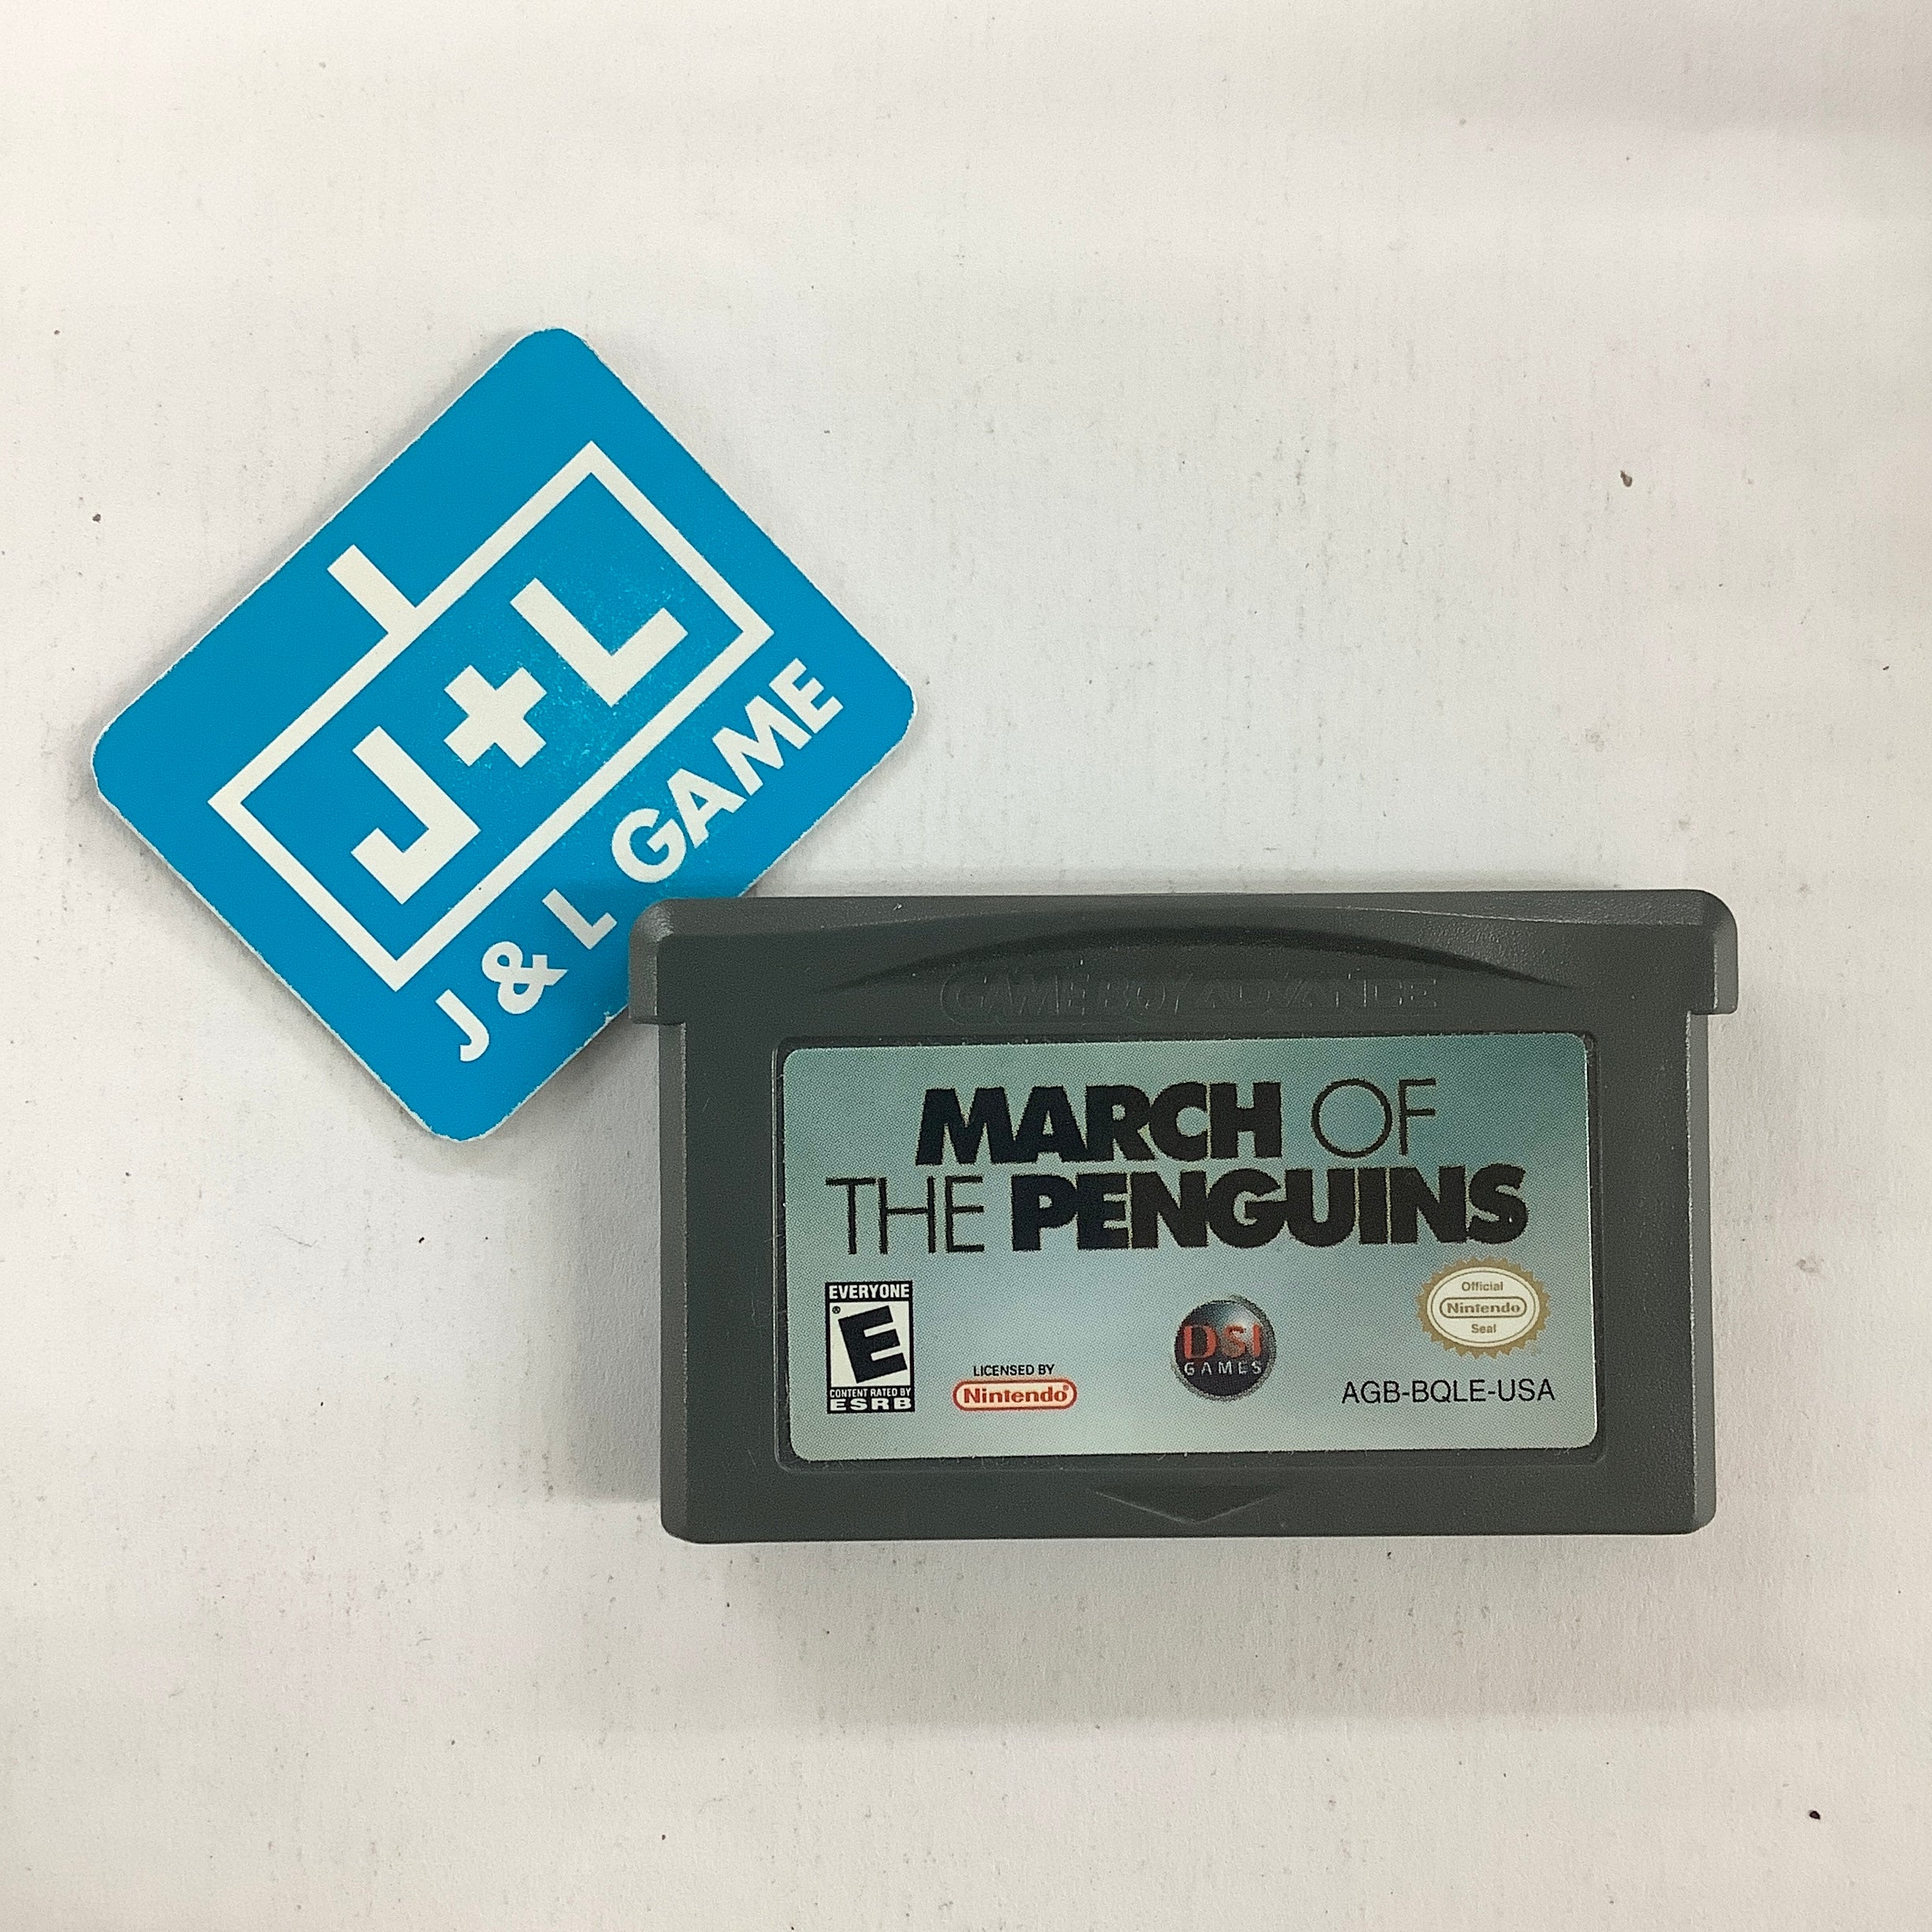 J+L
J & L GAME
GAME BOY ADVANCE
MARCH OF
THE PENGUINS
EVERYONE
E
CONTENT RATED BY
ESRB
LICENSED BY
Nintendo®
DSI
GAMES
Official
Nintendo
Seal
AGB-BQLE-USA